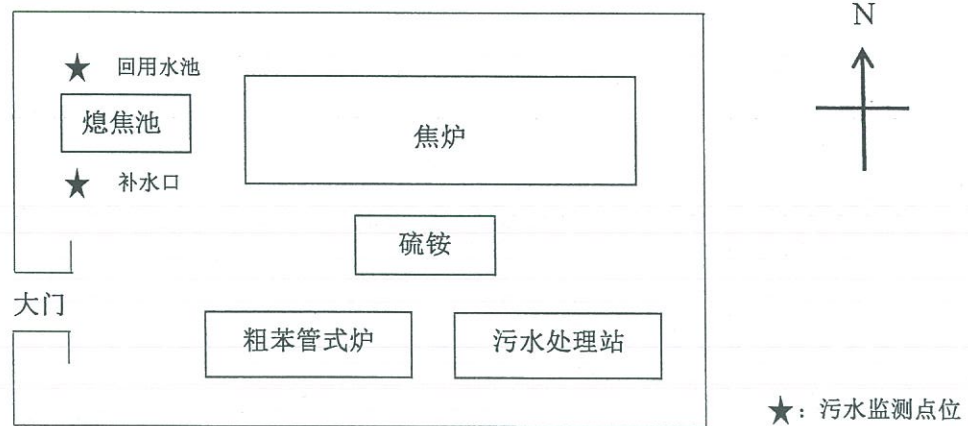 N
回用水池
熄焦池
焦炉
补水口
硫铵
大门
粗苯管式炉
污水处理站
★：污水监测点位